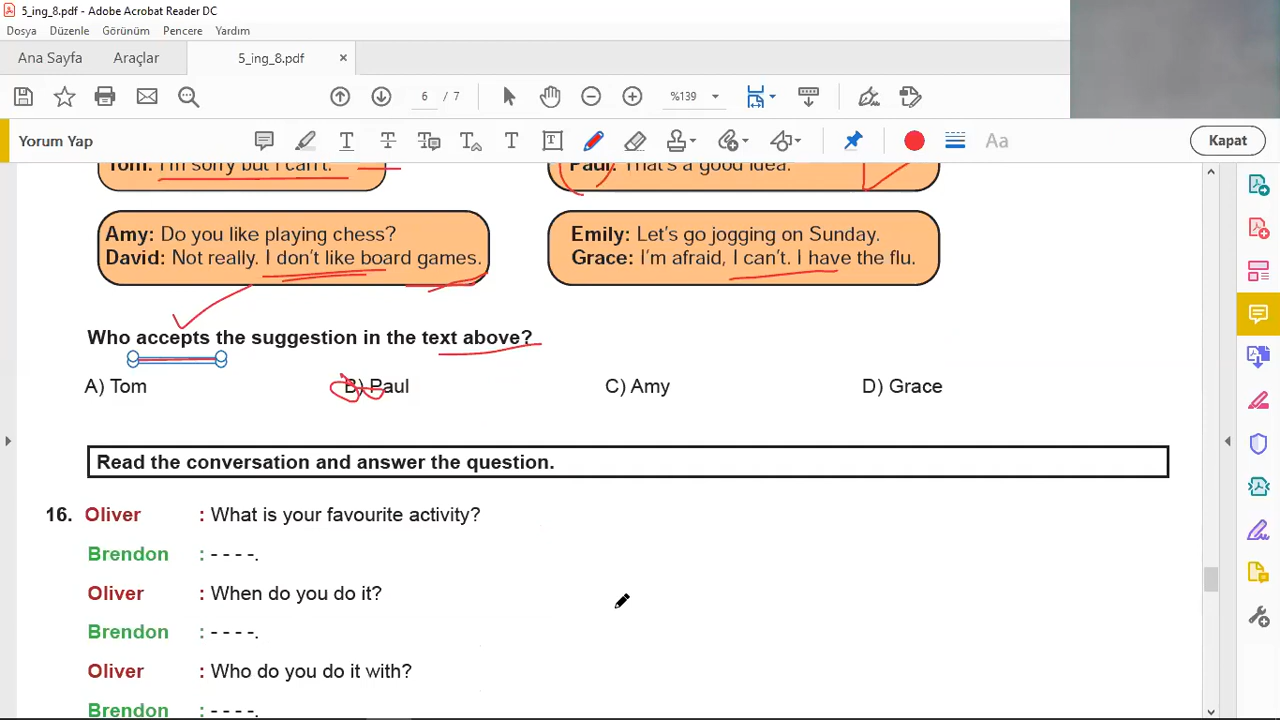 5_ing_8.pdf - Adobe Acrobat Reader DC
Dosya Düzenle Görünüm Pencere Yardım
Ana Sayfa Araçlar 5_ing_8.pdf ×
6 / 7 %139
Yorum Yap Aa Kapat
Tom: I'm sorry but I can't.
Paul: That's a good idea.
Amy: Do you like playing chess?
David: Not really. I don't like board games.
Emily: Let's go jogging on Sunday.
Grace: I'm afraid, I can't. I have the flu.
Who accepts the suggestion in the text above?
A) Tom B) Paul C) Amy D) Grace
Read the conversation and answer the question.
16. Oliver : What is your favourite activity?
Brendon : - - - -.
Oliver : When do you do it?
Brendon : - - - -.
Oliver : Who do you do it with?
Brendon : - - - -.